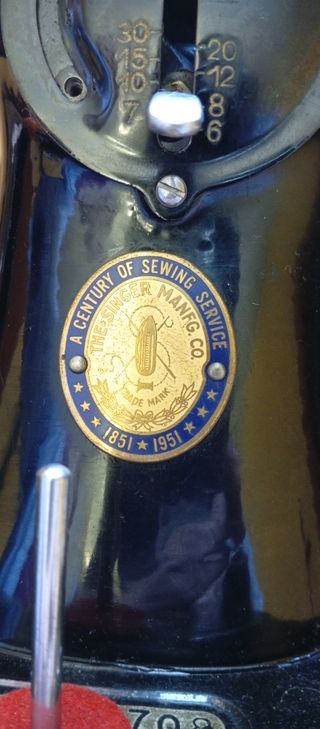 30
15 20
10 12
7 8
6
A CENTURY OF SEWING SERVICE
THE SINGER MANFG. CO.
TRADE MARK
1851 ★ 1951
708